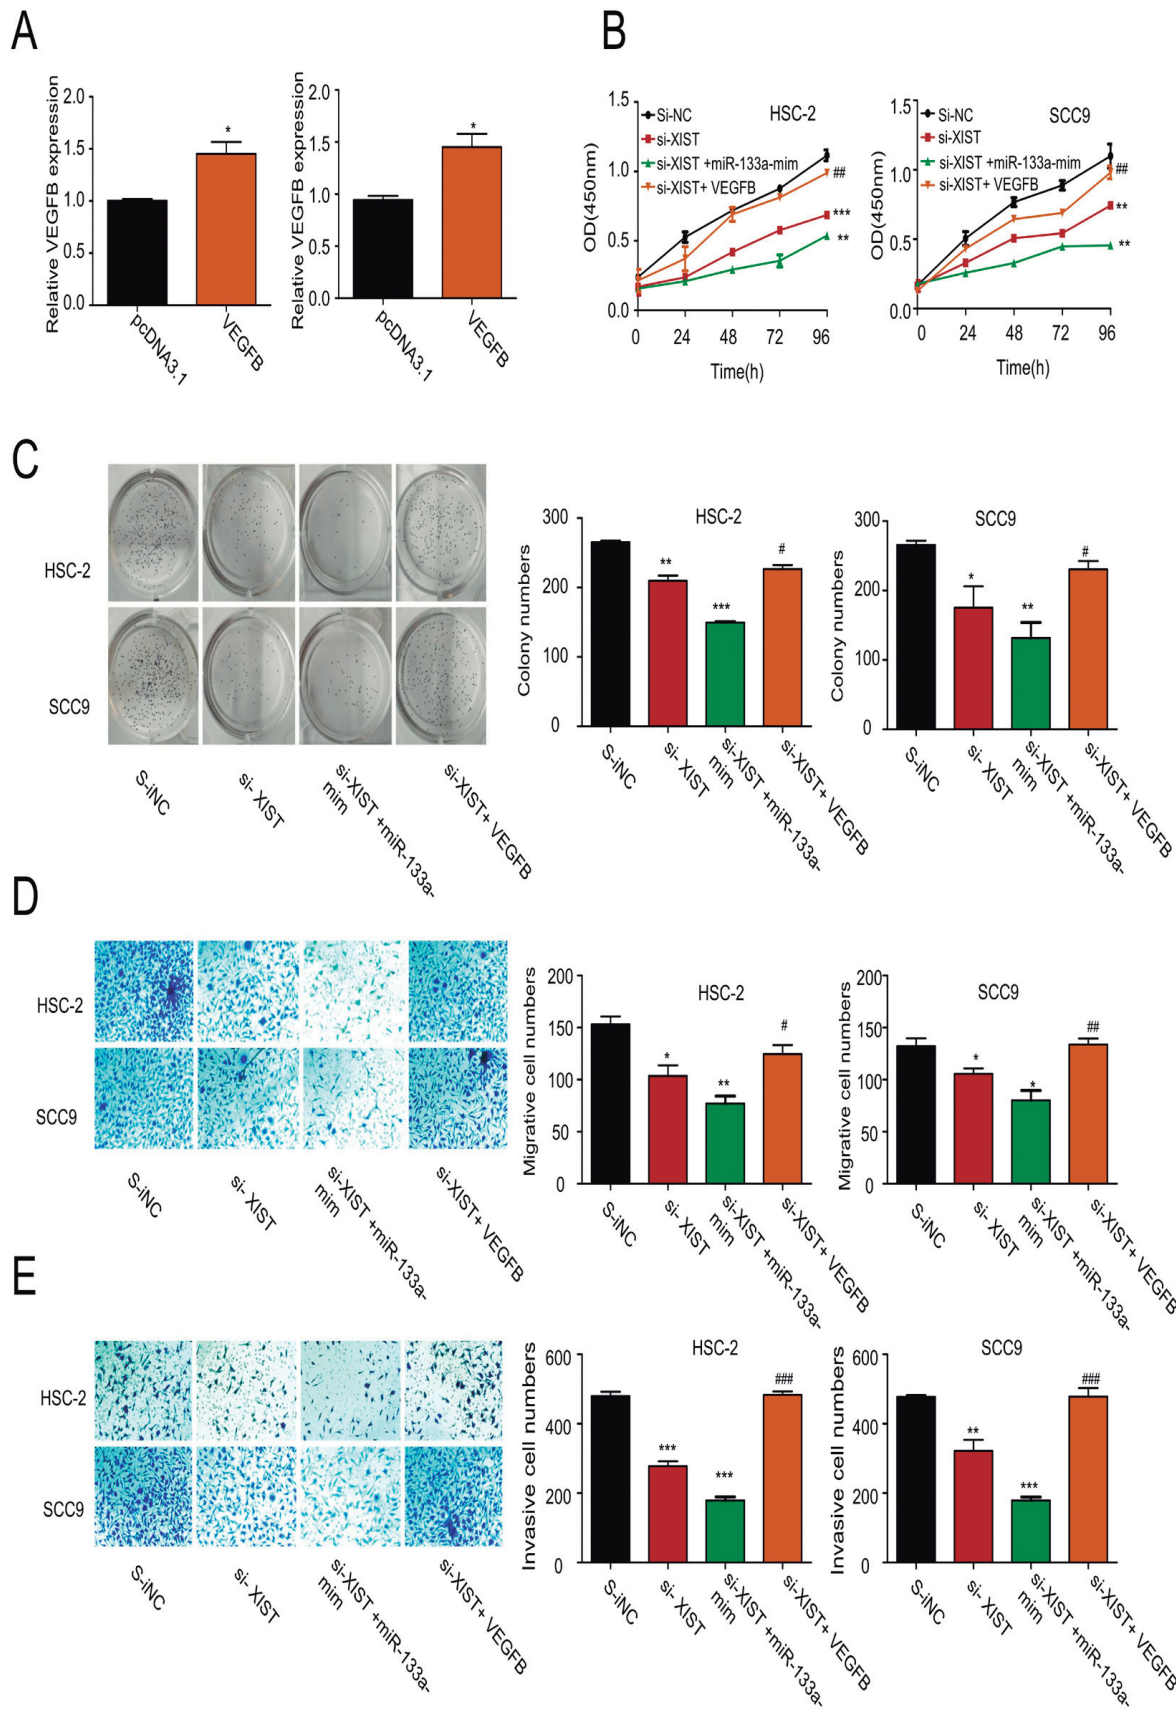 A
Relative VEGFB expression
2.0
1.5
1.0
0.5
0.0
*
pcDNA3.1
VEGFB
Relative VEGFB expression
2.0
1.5
1.0
0.5
0.0
*
pcDNA3.1
VEGFB
B
HSC-2
OD(450nm)
1.5
1.0
0.5
0.0
Si-NC
si-XIST
si-XIST +miR-133a-mim
si-XIST+ VEGFB
##
***
**
0 24 48 72 96
Time(h)
SCC9
OD(450nm)
1.5
1.0
0.5
0.0
Si-NC
si-XIST
si-XIST +miR-133a-mim
si-XIST+ VEGFB
##
**
**
0 24 48 72 96
Time(h)
C
HSC-2
SCC9
S-iNC
si- XIST
si-XIST +miR-133a-
mim
si-XIST+ VEGFB
HSC-2
Colony numbers
300
200
100
0
**
***
#
S-iNC
si- XIST
si-XIST +miR-133a-
mim
si-XIST+ VEGFB
SCC9
Colony numbers
300
200
100
0
*
**
#
S-iNC
si- XIST
si-XIST +miR-133a-
mim
si-XIST+ VEGFB
D
HSC-2
SCC9
S-iNC
si- XIST
si-XIST +miR-133a-
mim
si-XIST+ VEGFB
HSC-2
Migrative cell numbers
200
150
100
50
0
*
**
#
S-iNC
si- XIST
si-XIST +miR-133a-
mim
si-XIST+ VEGFB
SCC9
Migrative cell numbers
200
150
100
50
0
*
*
##
S-iNC
si- XIST
si-XIST +miR-133a-
mim
si-XIST+ VEGFB
E
HSC-2
SCC9
S-iNC
si- XIST
si-XIST +miR-133a-
mim
si-XIST+ VEGFB
HSC-2
Invasive cell numbers
600
400
200
0
***
***
###
S-iNC
si- XIST
si-XIST +miR-133a-
mim
si-XIST+ VEGFB
SCC9
Invasive cell numbers
600
400
200
0
**
***
###
S-iNC
si- XIST
si-XIST +miR-133a-
mim
si-XIST+ VEGFB